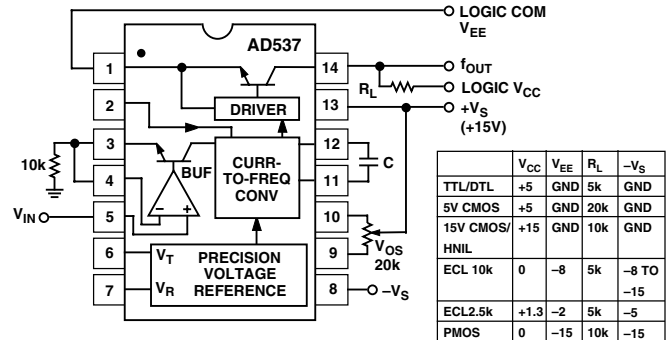 LOGIC COM
VEE
AD537
1
14
fOUT
RL
LOGIC VCC
2
DRIVER
13
+VS
(+15V)
10k
3
BUF
CURR-
TO-FREQ
CONV
12
C
4
11
VIN
5
– +
10
VOS
20k
6
VT
PRECISION
VOLTAGE
REFERENCE
9
7
VR
8
–VS
VCC VEE RL –VS
TTL/DTL +5 GND 5k GND
5V CMOS +5 GND 20k GND
15V CMOS/ +15 GND 10k GND
HNIL
ECL 10k 0 –8 5k –8 TO
–15
ECL2.5k +1.3 –2 5k –5
PMOS 0 –15 10k –15